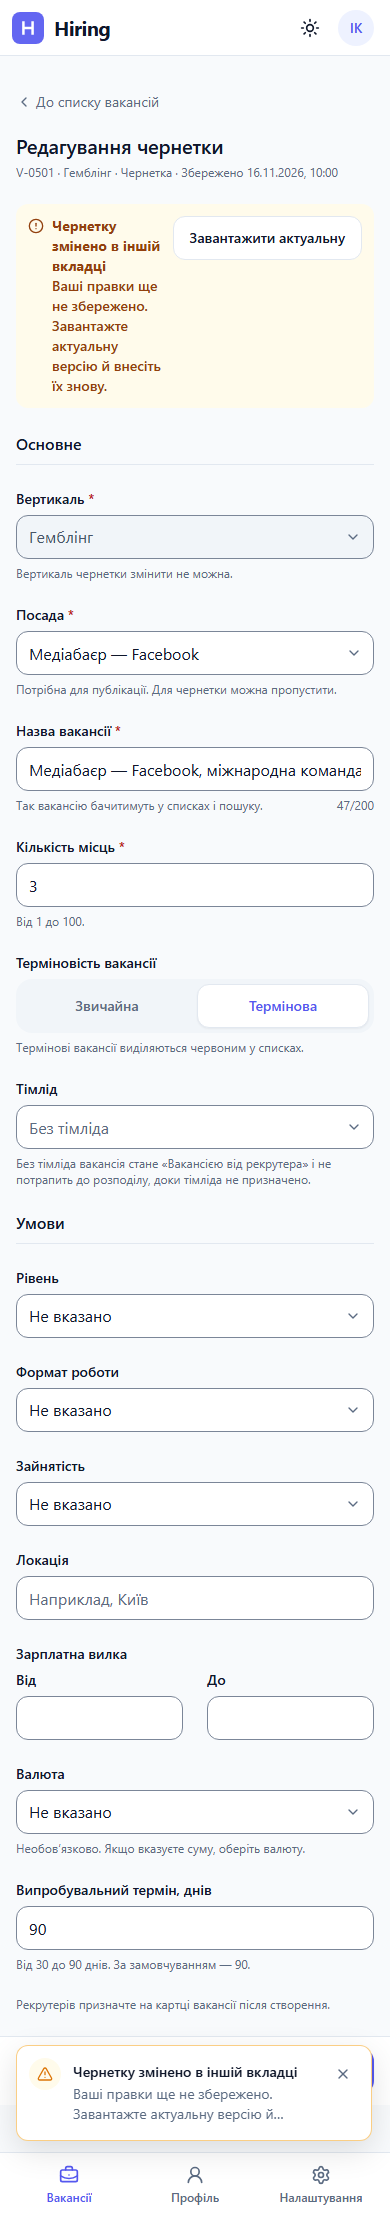 H Hiring
ІК
До списку вакансій
Редагування чернетки
V-0501 · Гемблінг · Чернетка · Збережено 16.11.2026, 10:00
Чернетку
змінено в іншій
вкладці
Ваші правки ще
не збережено.
Завантажте
актуальну
версію й внесіть
їх знову.
Завантажити актуальну
Основне
Вертикаль *
Гемблінг
Вертикаль чернетки змінити не можна.
Посада *
Медіабаєр — Facebook
Потрібна для публікації. Для чернетки можна пропустити.
Назва вакансії *
Медіабаєр — Facebook, міжнародна команда
Так вакансію бачитимуть у списках і пошуку. 47/200
Кількість місць *
3
Від 1 до 100.
Терміновість вакансії
Звичайна Термінова
Термінові вакансії виділяються червоним у списках.
Тімлід
Без тімліда
Без тімліда вакансія стане «Вакансією від рекрутера» і не
потрапить до розподілу, доки тімліда не призначено.
Умови
Рівень
Не вказано
Формат роботи
Не вказано
Зайнятість
Не вказано
Локація
Наприклад, Київ
Зарплатна вилка
Від До
Валюта
Не вказано
Необов'язково. Якщо вказуєте суму, оберіть валюту.
Випробувальний термін, днів
90
Від 30 до 90 днів. За замовчуванням — 90.
Рекрутерів призначте на картці вакансії після створення.
Чернетку змінено в іншій вкладці
Ваші правки ще не збережено.
Завантажте актуальну версію й…
Вакансії Профіль Налаштування